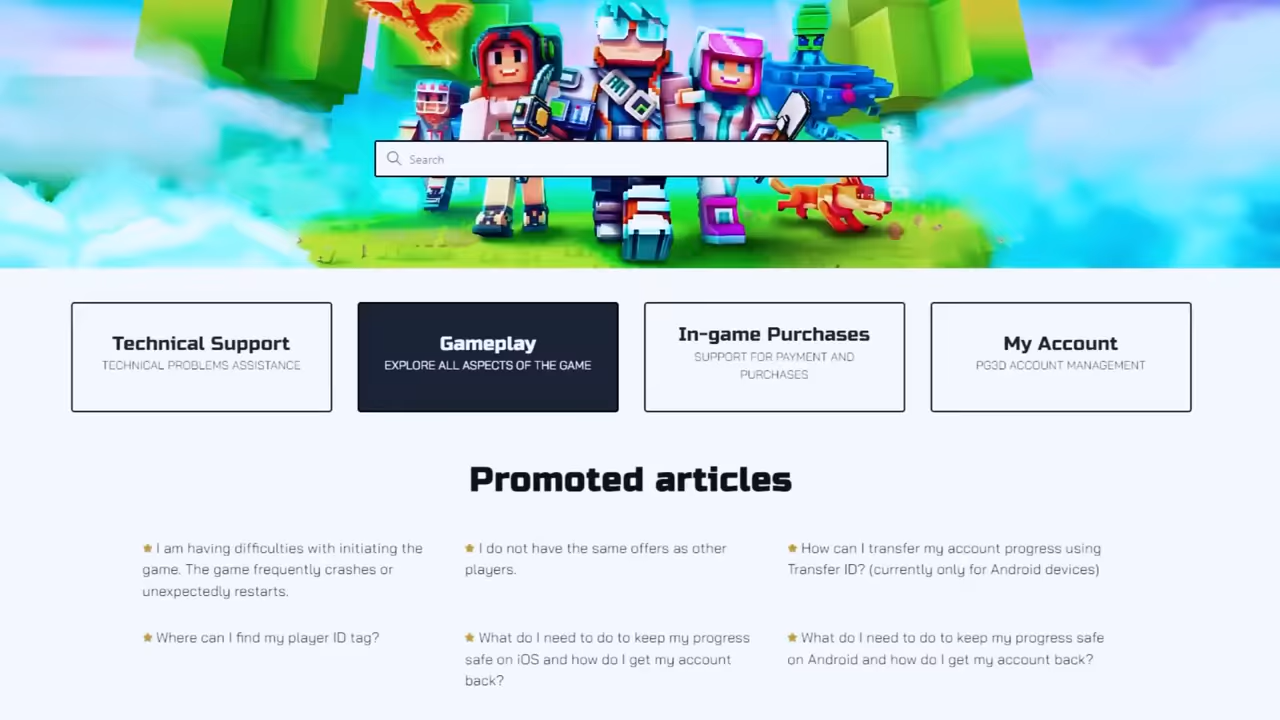 Search
Technical Support
TECHNICAL PROBLEMS ASSISTANCE
Gameplay
EXPLORE ALL ASPECTS OF THE GAME
In-game Purchases
SUPPORT FOR PAYMENT AND
PURCHASES
My Account
PG3D ACCOUNT MANAGEMENT
Promoted articles
I am having difficulties with initiating the
game. The game frequently crashes or
unexpectedly restarts.
I do not have the same offers as other
players.
How can I transfer my account progress using
Transfer ID? (currently only for Android devices)
Where can I find my player ID tag?
What do I need to do to keep my progress
safe on iOS and how do I get my account
back?
What do I need to do to keep my progress safe
on Android and how do I get my account back?